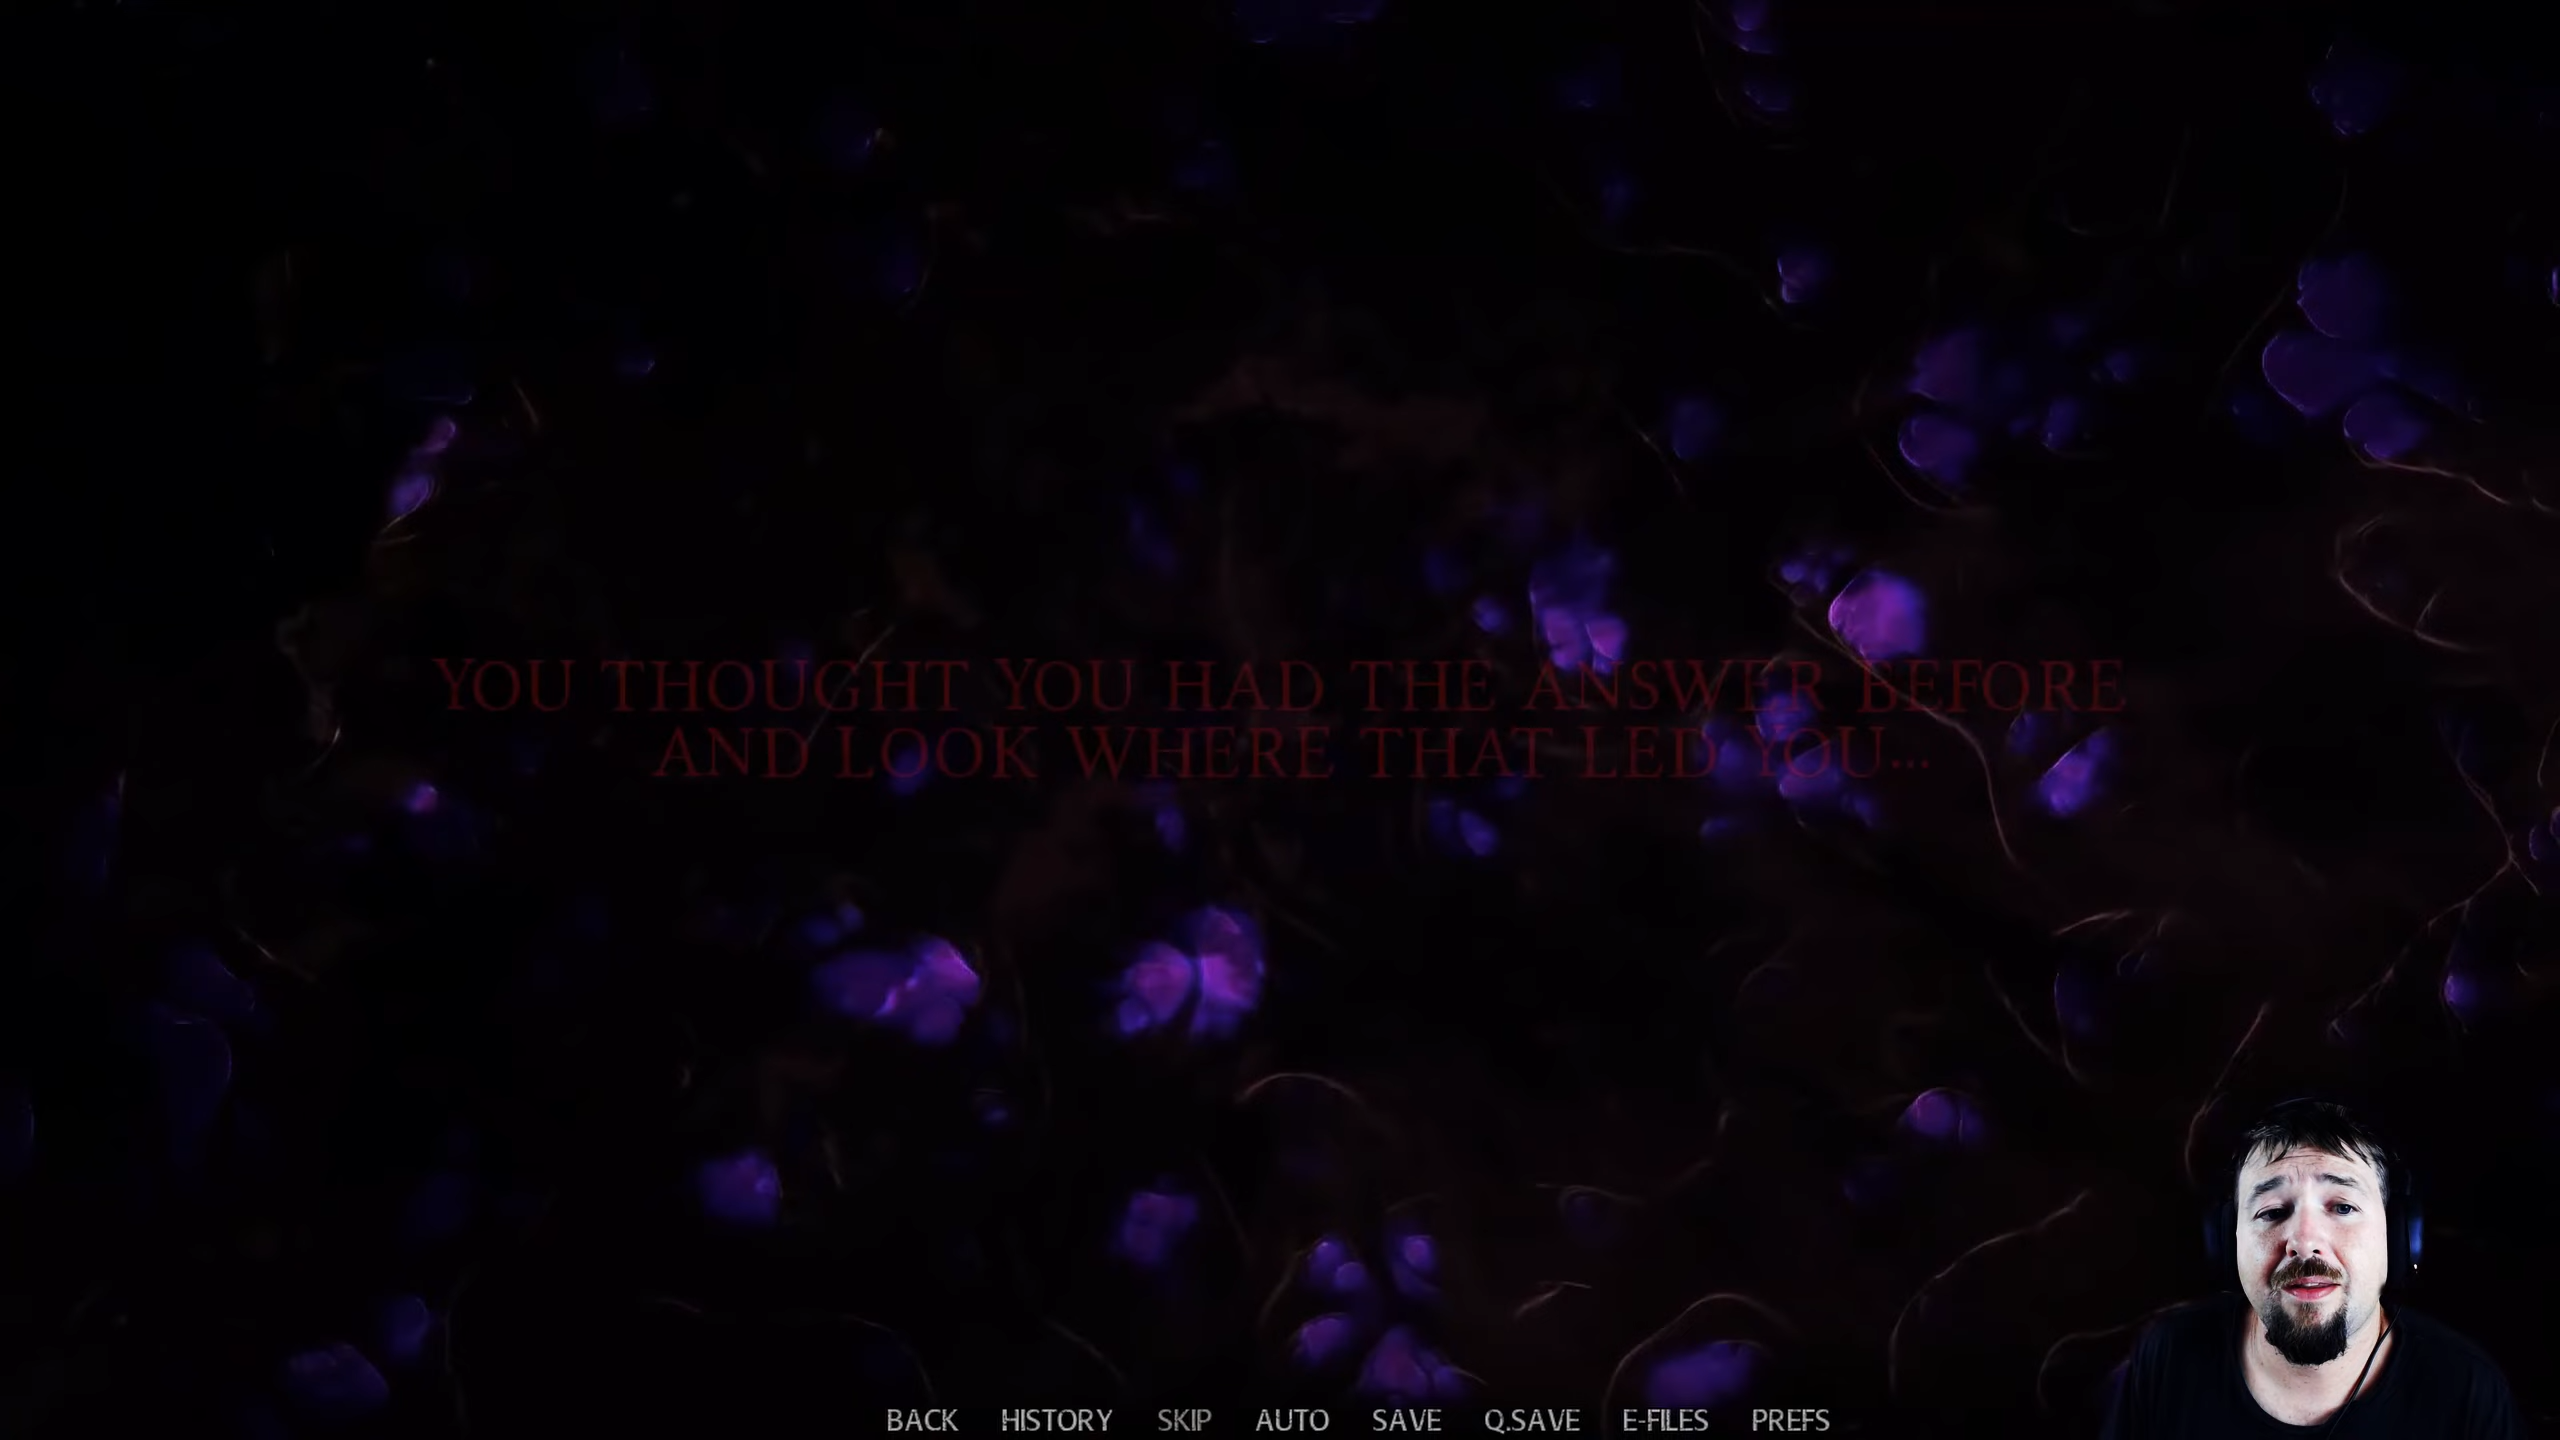 YOU THOUGHT YOU HAD THE ANSWER BEFORE
AND LOOK WHERE THAT LED YOU...
BACK HISTORY SKIP AUTO SAVE Q.SAVE E-FILES PREFS